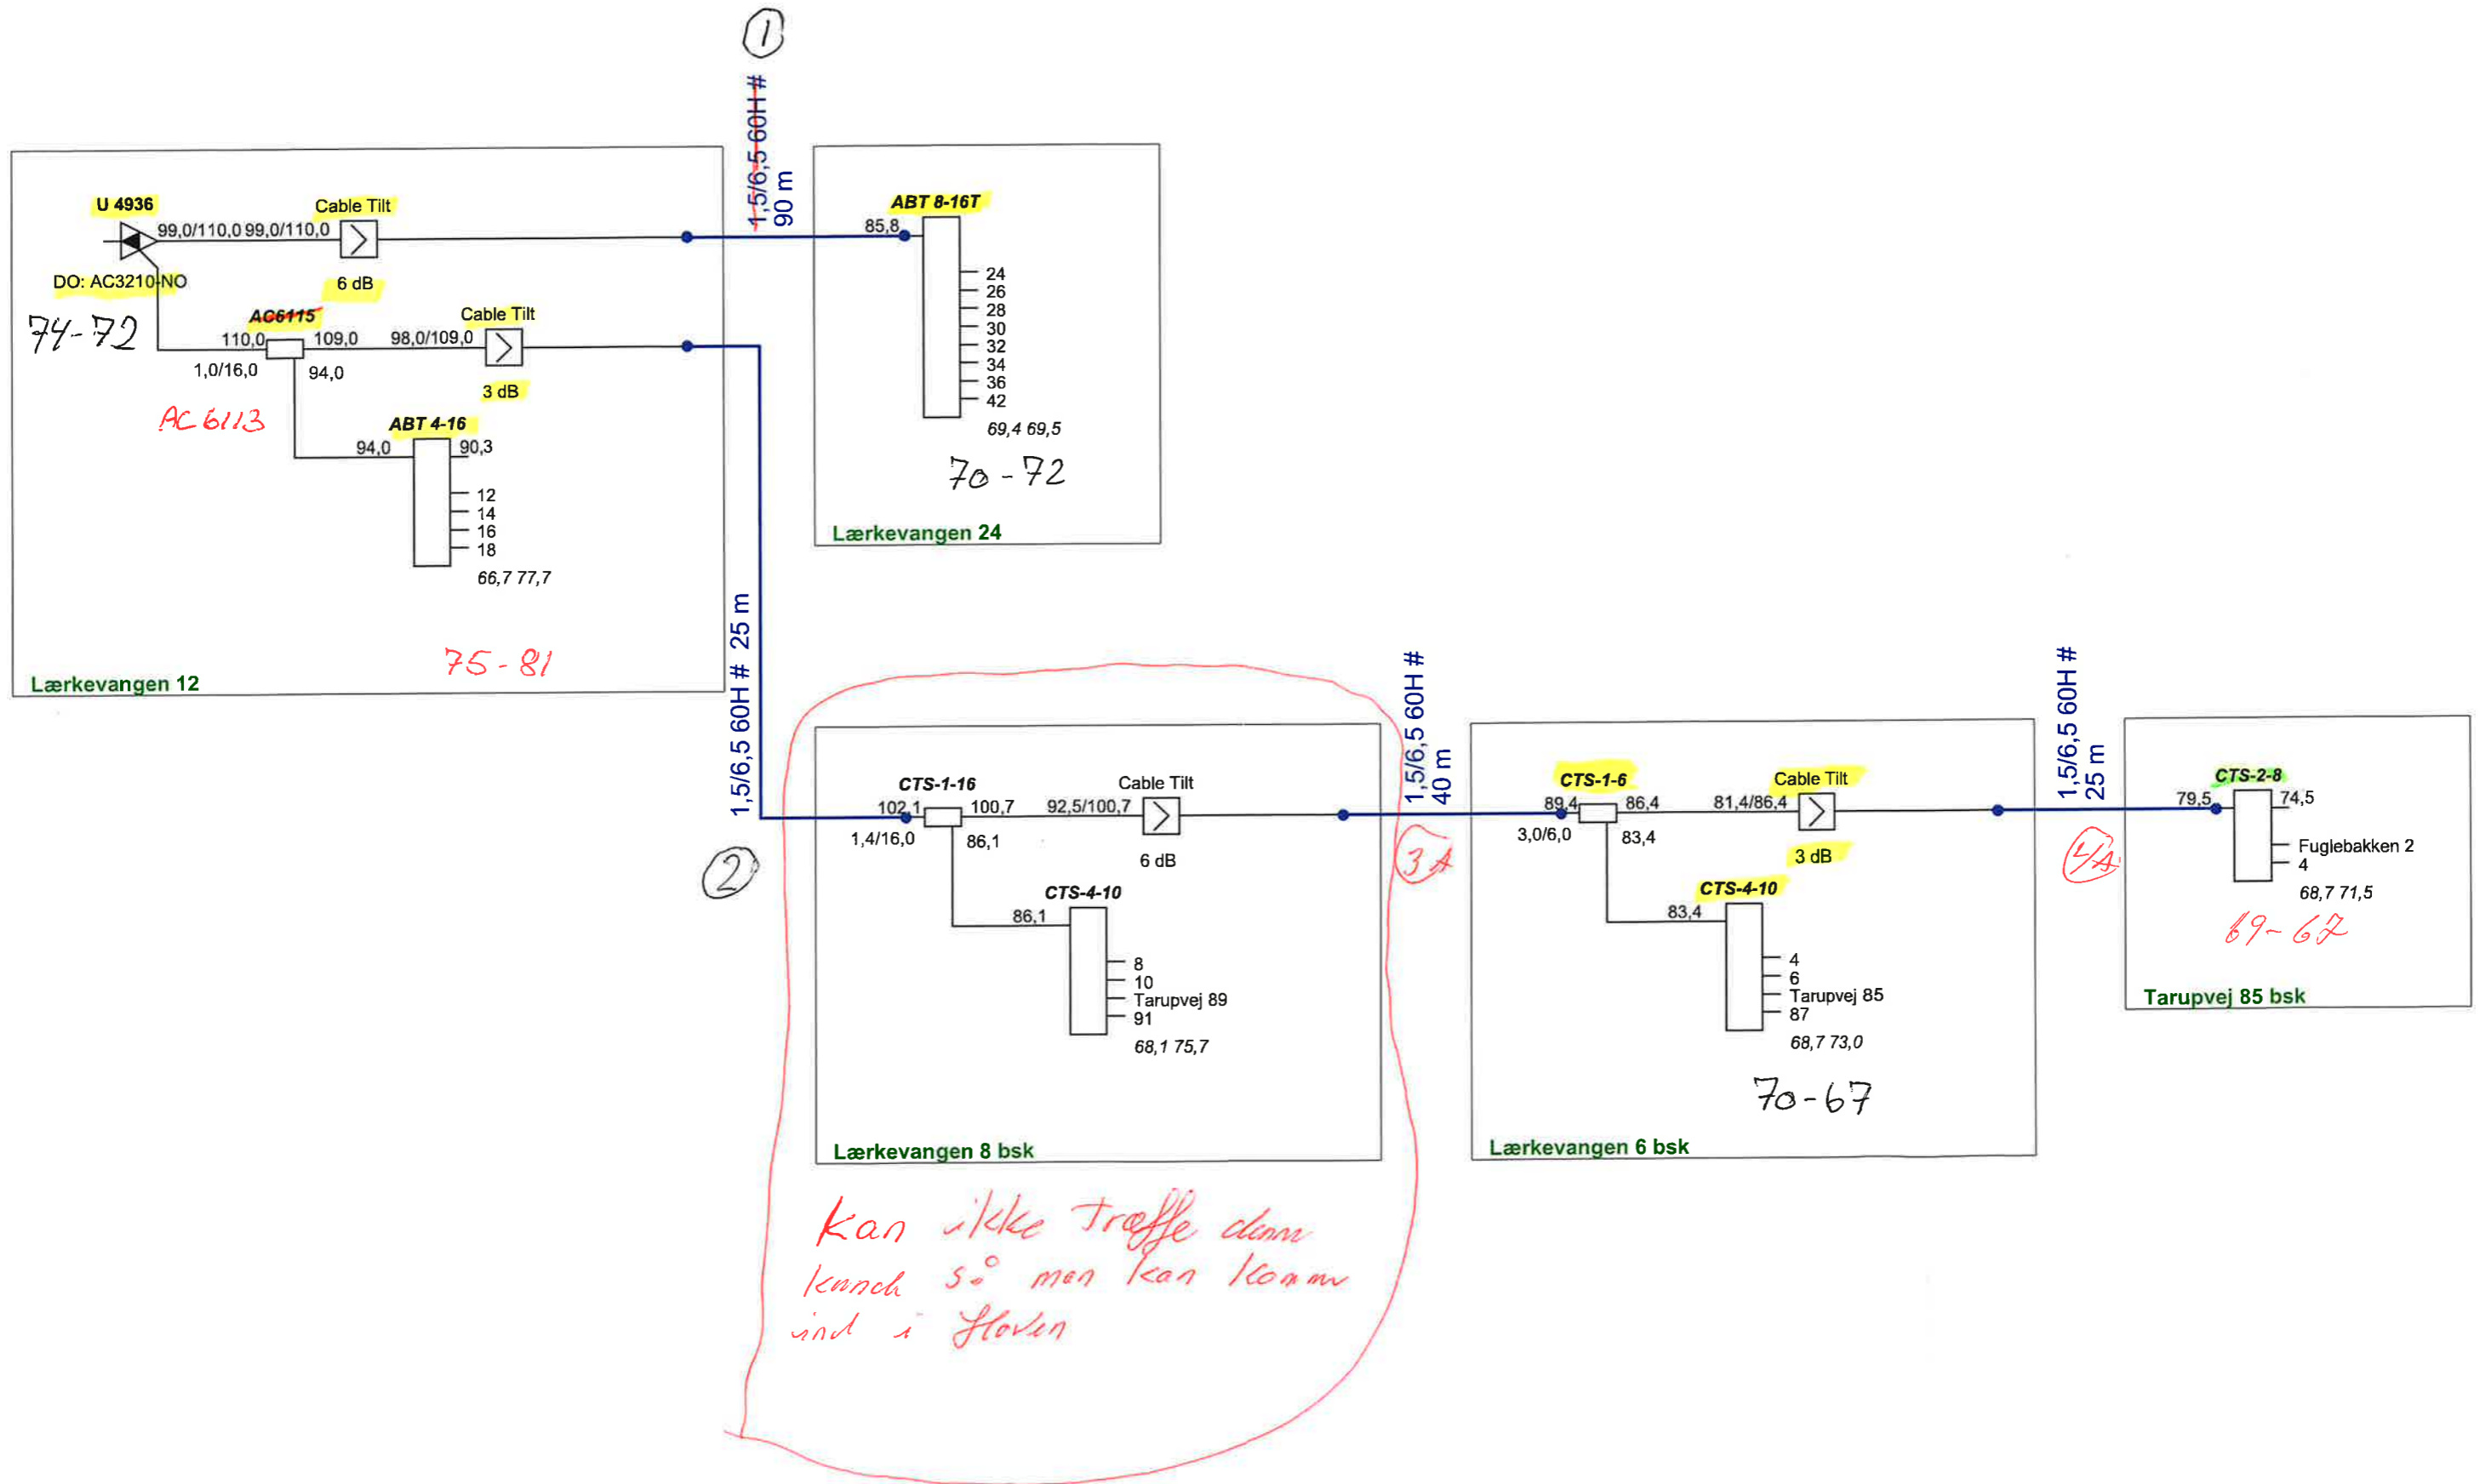 1
1,5/6,5 60H #
90 m
U 4936
99,0/110,0 99,0/110,0
Cable Tilt
6 dB
DO: AC3210-NO
74-72
AC6115
110,0
109,0
1,0/16,0
94,0
98,0/109,0
Cable Tilt
3 dB
AC 6113
ABT 4-16
94,0
90,3
12
14
16
18
66,7 77,7
75-81
Lærkevangen 12
ABT 8-16T
85,8
24
26
28
30
32
34
36
42
69,4 69,5
70-72
Lærkevangen 24
1,5/6,5 60H # 25 m
2
CTS-1-16
102,1
100,7
1,4/16,0
86,1
92,5/100,7
Cable Tilt
6 dB
CTS-4-10
86,1
8
10
Tarupvej 89
91
68,1 75,7
Lærkevangen 8 bsk
1,5/6,5 60H #
40 m
3A
CTS-1-6
89,4
86,4
3,0/6,0
83,4
81,4/86,4
Cable Tilt
3 dB
CTS-4-10
83,4
4
6
Tarupvej 85
87
68,7 73,0
70-67
Lærkevangen 6 bsk
1,5/6,5 60H #
25 m
4A
CTS-2-8
79,5
74,5
Fuglebakken 2
4
68,7 71,5
69-67
Tarupvej 85 bsk
Kan ikke træffe
så man kan
ind i